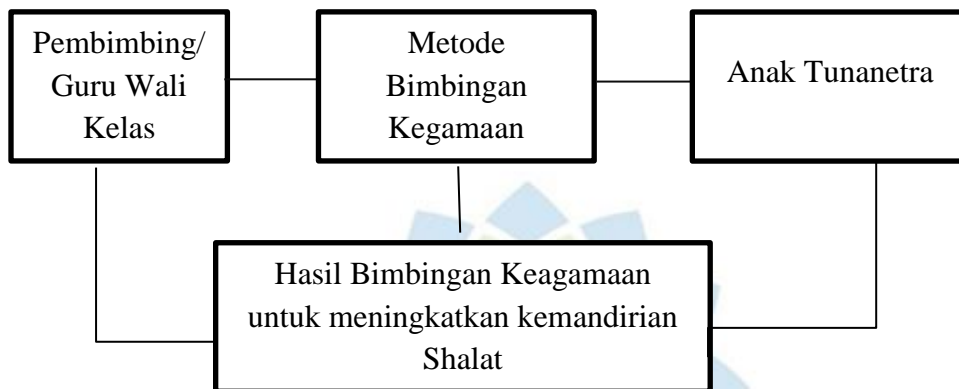 Pembimbing/
Guru Wali
Kelas
Metode
Bimbingan
Kegamaan
Anak Tunanetra
Hasil Bimbingan Keagamaan
untuk meningkatkan kemandirian
Shalat